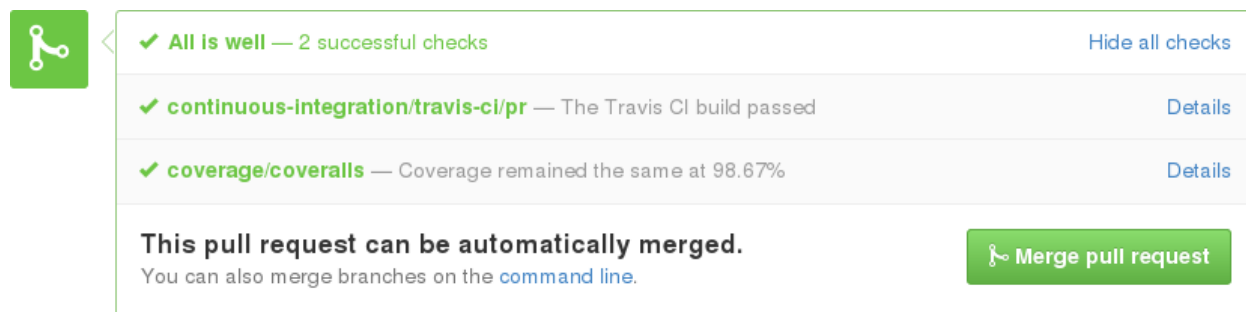 All is well — 2 successful checks Hide all checks
continuous-integration/travis-ci/pr — The Travis CI build passed Details
coverage/coveralls — Coverage remained the same at 98.67% Details
This pull request can be automatically merged.
You can also merge branches on the command line.
Merge pull request